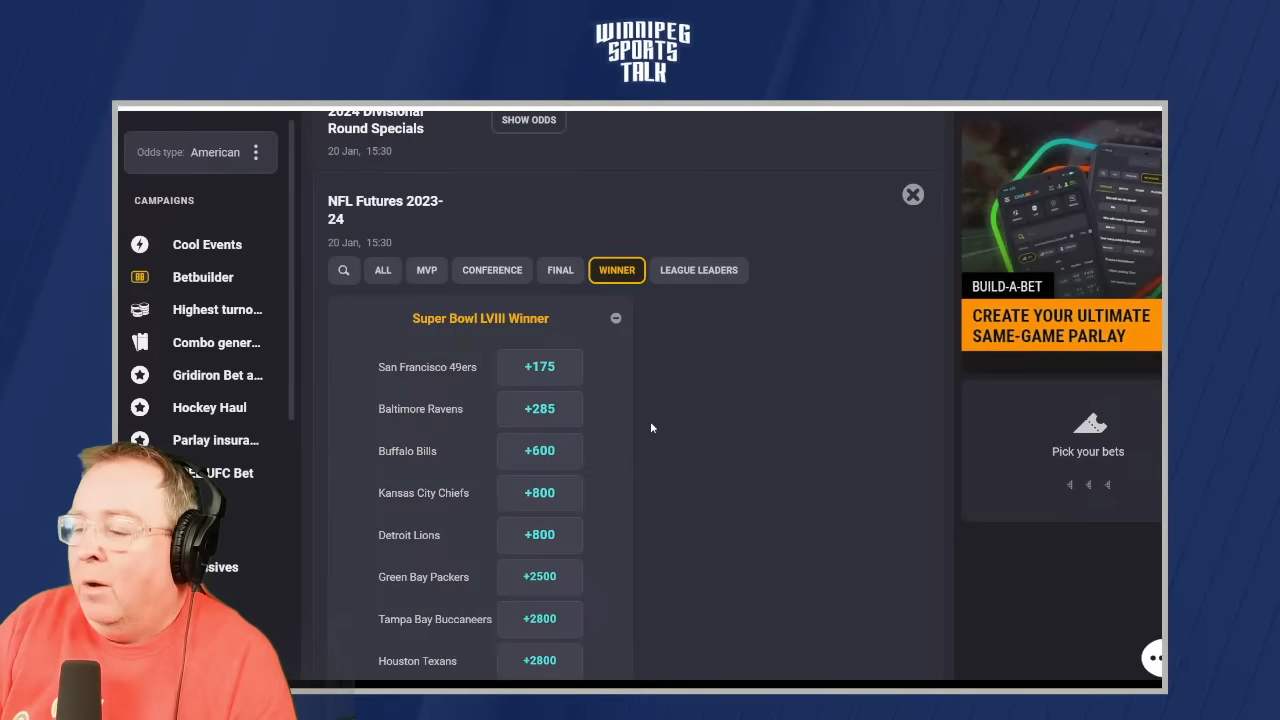 WINNIPEG
SPORTS
TALK
2024 Divisional
Round Specials
SHOW ODDS
20 Jan, 15:30
Odds type: American
CAMPAIGNS
Cool Events
Betbuilder
Highest turno...
Combo gener...
Gridiron Bet a...
Hockey Haul
Parlay insura...
UFC Bet
NFL Futures 2023-
24
20 Jan, 15:30
ALL
MVP
CONFERENCE
FINAL
WINNER
LEAGUE LEADERS
Super Bowl LVIII Winner
San Francisco 49ers +175
Baltimore Ravens +285
Buffalo Bills +600
Kansas City Chiefs +800
Detroit Lions +800
Green Bay Packers +2500
Tampa Bay Buccaneers +2800
Houston Texans +2800
BUILD-A-BET
CREATE YOUR ULTIMATE
SAME-GAME PARLAY
Pick your bets